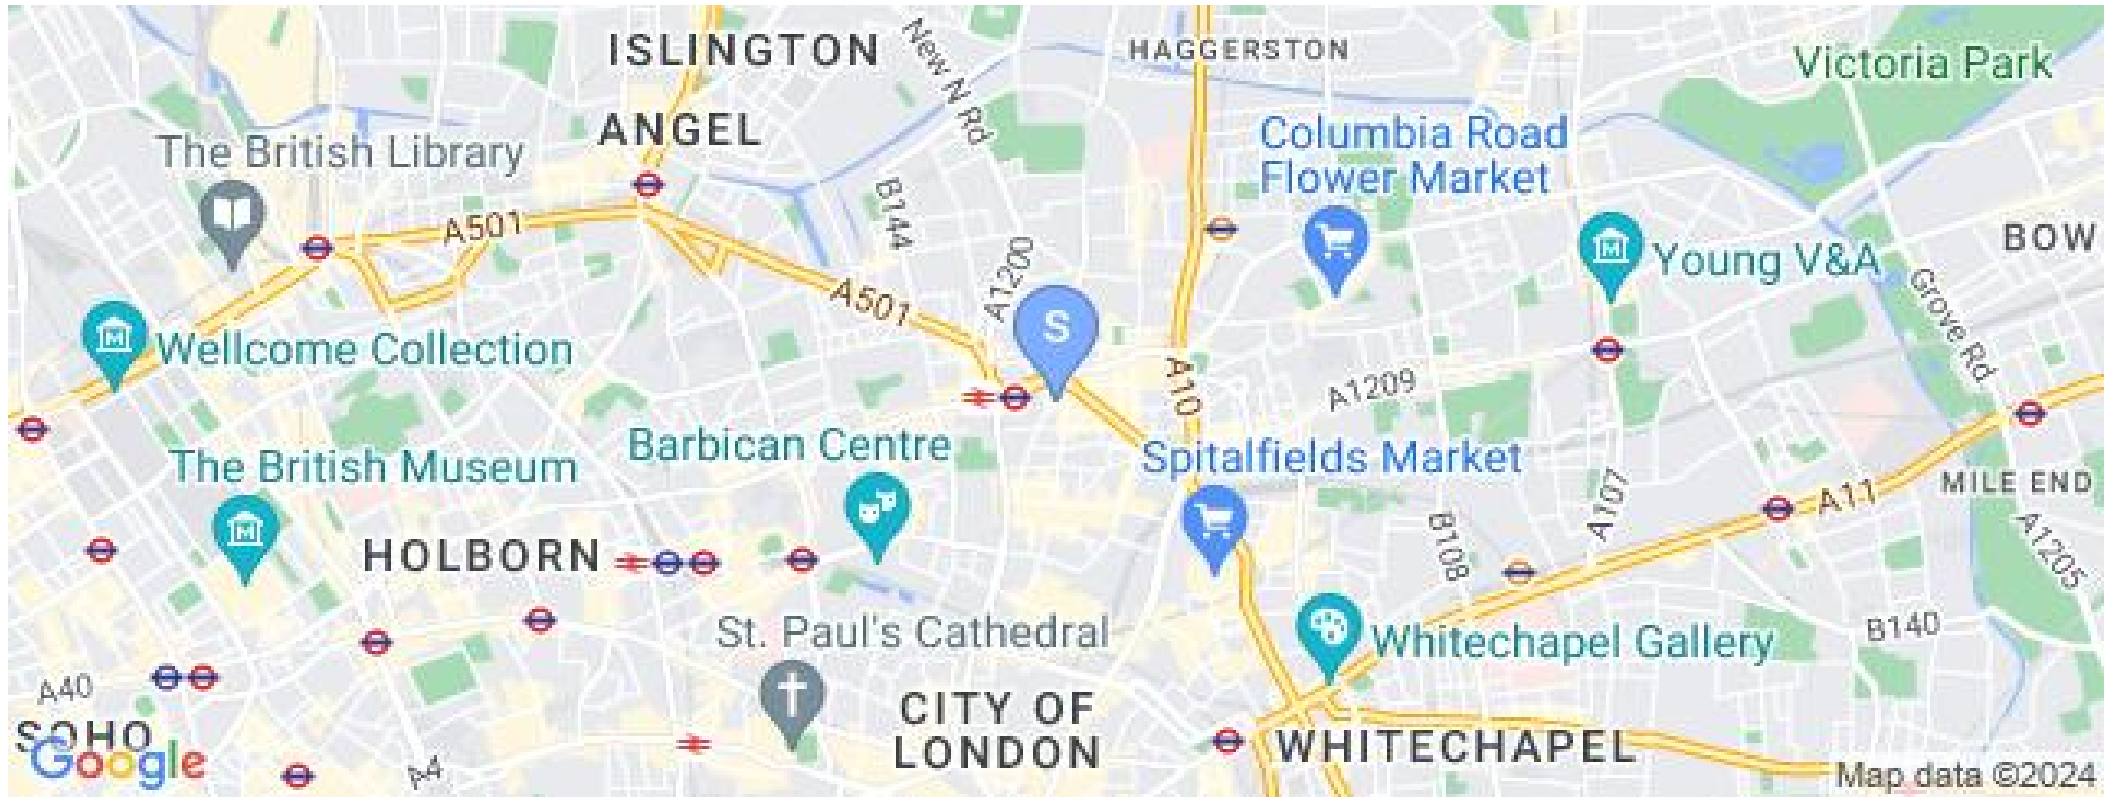 ISLINGTON
New N Rd
HAGGERSTON
Victoria Park
ANGEL
The British Library
Columbia Road
Flower Market
A501
B144
A1200
BOW
Young V&A
A501
S
Grove Rd
Wellcome Collection
A10
A1209
Barbican Centre
Spitalfields Market
The British Museum
MILE END
A107
A11
HOLBORN
B108
A1205
St. Paul's Cathedral
Whitechapel Gallery
B140
A40
CITY OF
LONDON
SOHO
WHITECHAPEL
Google
A4
Map data ©2024